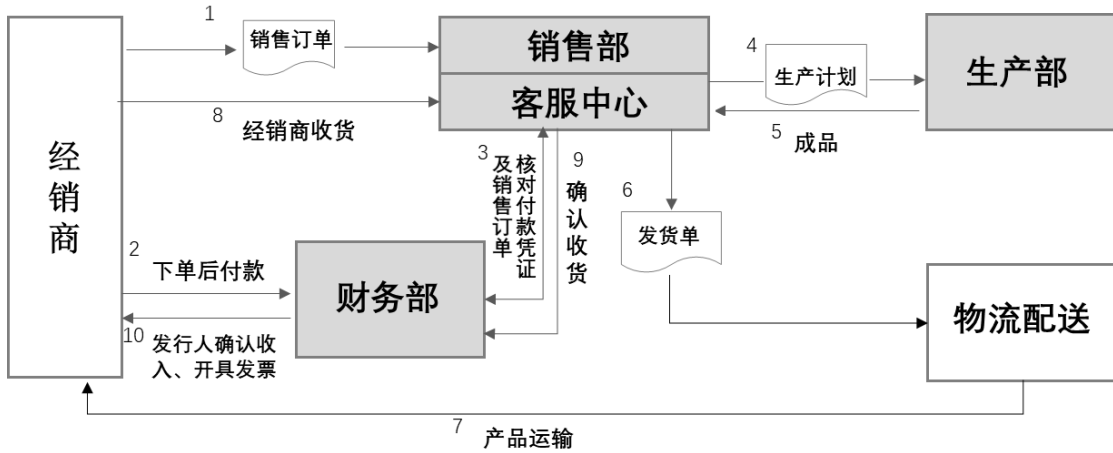 1
销售订单
销售部
客服中心
4
生产计划
生产部
8
经销商收货
5
成品
经销商
3
核对付款凭证
及销售订单
9
确认收货
6
发货单
2
下单后付款
财务部
物流配送
10
发行人确认收
入、开具发票
7
产品运输